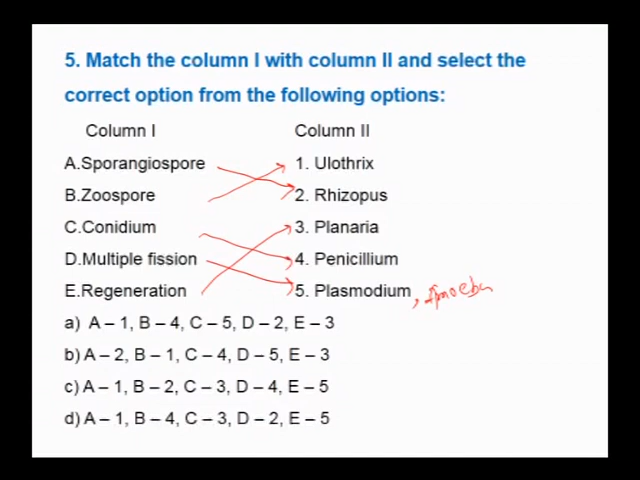 5. Match the column I with column II and select the
correct option from the following options:
Column I Column II
A.Sporangiospore 1. Ulothrix
B.Zoospore 2. Rhizopus
C.Conidium 3. Planaria
D.Multiple fission 4. Penicillium
E.Regeneration 5. Plasmodium , Amoeba
a) A – 1, B – 4, C – 5, D – 2, E – 3
b) A – 2, B – 1, C – 4, D – 5, E – 3
c) A – 1, B – 2, C – 3, D – 4, E – 5
d) A – 1, B – 4, C – 3, D – 2, E – 5